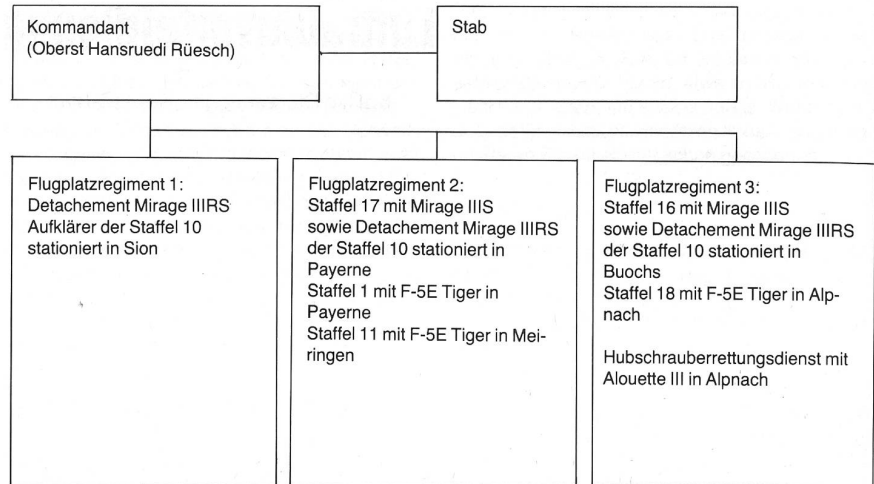 Kommandant
(Oberst Hansruedi Rüesch)
Stab
Flugplatzregiment 1:
Detachement Mirage IIIRS
Aufklärer der Staffel 10
stationiert in Sion
Flugplatzregiment 2:
Staffel 17 mit Mirage IIIS
sowie Detachement Mirage IIIRS
der Staffel 10 stationiert in
Payerne
Staffel 1 mit F-5E Tiger in
Payerne
Staffel 11 mit F-5E Tiger in Mei-
ringen
Flugplatzregiment 3:
Staffel 16 mit Mirage IIIS
sowie Detachement Mirage IIIRS
der Staffel 10 stationiert in
Buochs
Staffel 18 mit F-5E Tiger in Alp-
nach
Hubschrauberrettungsdienst mit
Alouette III in Alpnach